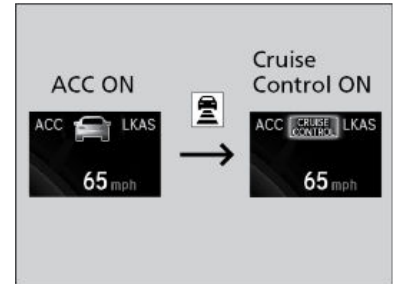 ACC ON
ACC LKAS
65 mph
Cruise
Control ON
ACC CRUISE CONTROL LKAS
65 mph